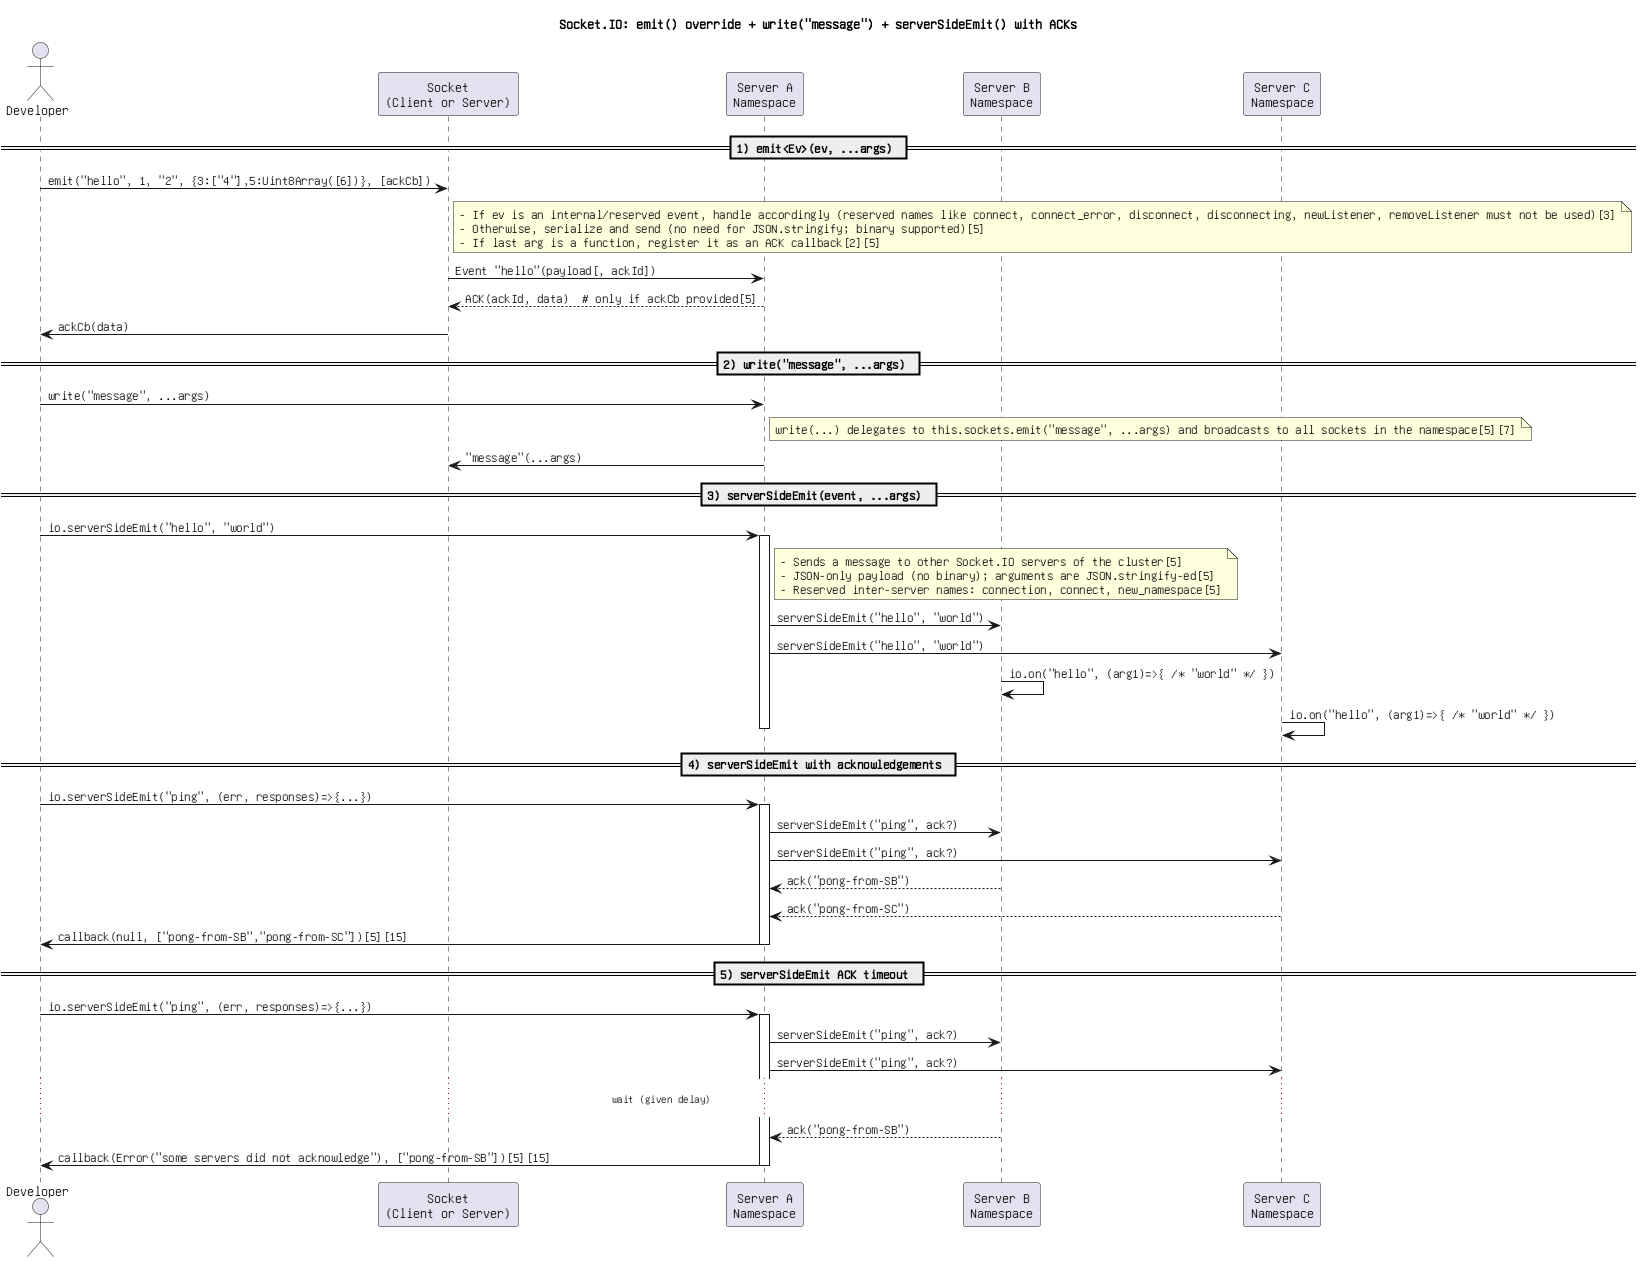 Socket.IO: emit() override + write("message") + serverSideEmit() with ACKs
Developer
Socket
(Client or Server)
Server A
Namespace
Server B
Namespace
Server C
Namespace
1) emit<Ev>(ev, ...args)
emit("hello", 1, "2", {3:["4"],5:Uint8Array([6])}, [ackCb])
- If ev is an internal/reserved event, handle accordingly (reserved names like connect, connect_error, disconnect, disconnecting, newListener, removeListener must not be used)[3]
- Otherwise, serialize and send (no need for JSON.stringify; binary supported)[5]
- If last arg is a function, register it as an ACK callback[2][5]
Event "hello"(payload[, ackId])
ACK(ackId, data)  # only if ackCb provided[5]
ackCb(data)
2) write("message", ...args)
write("message", ...args)
write(...) delegates to this.sockets.emit("message", ...args) and broadcasts to all sockets in the namespace[5][7]
"message"(...args)
3) serverSideEmit(event, ...args)
io.serverSideEmit("hello", "world")
- Sends a message to other Socket.IO servers of the cluster[5]
- JSON-only payload (no binary); arguments are JSON.stringify-ed[5]
- Reserved inter-server names: connection, connect, new_namespace[5]
serverSideEmit("hello", "world")
serverSideEmit("hello", "world")
io.on("hello", (arg1)=>{ /* "world" */ })
io.on("hello", (arg1)=>{ /* "world" */ })
4) serverSideEmit with acknowledgements
io.serverSideEmit("ping", (err, responses)=>{...})
serverSideEmit("ping", ack?)
serverSideEmit("ping", ack?)
ack("pong-from-SB")
ack("pong-from-SC")
callback(null, ["pong-from-SB","pong-from-SC"])[5][15]
5) serverSideEmit ACK timeout
io.serverSideEmit("ping", (err, responses)=>{...})
serverSideEmit("ping", ack?)
serverSideEmit("ping", ack?)
wait (given delay)
ack("pong-from-SB")
callback(Error("some servers did not acknowledge"), ["pong-from-SB"])[5][15]
Developer
Socket
(Client or Server)
Server A
Namespace
Server B
Namespace
Server C
Namespace